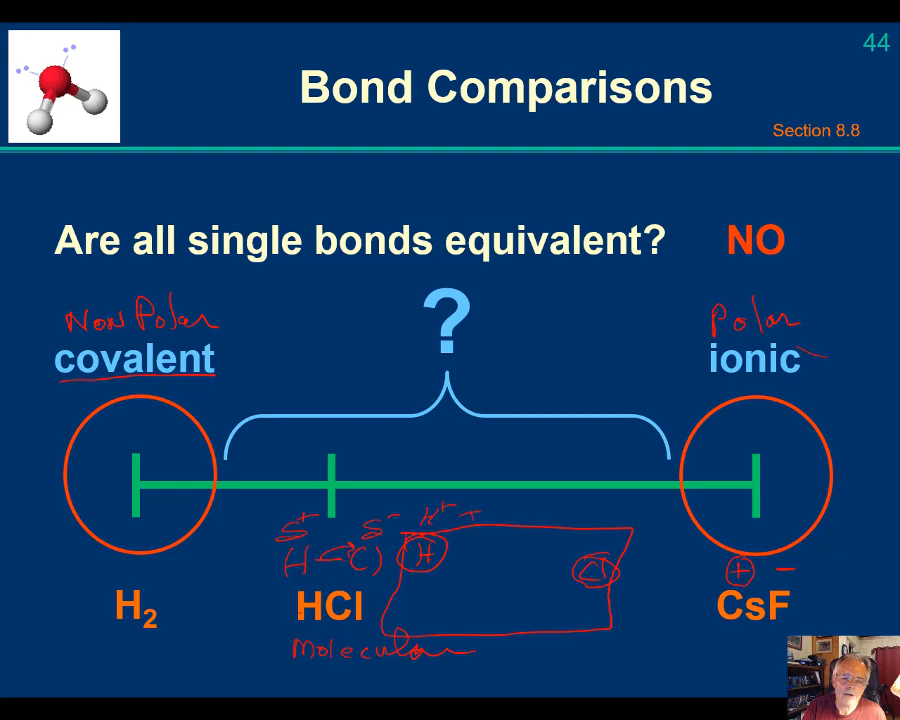 44
Bond Comparisons
Section 8.8
Are all single bonds equivalent? NO
Non Polar ? Polar
covalent ionic
δ+ δ- H+ +
H Cl H Cl + -
H2 HCl CsF
Molecular